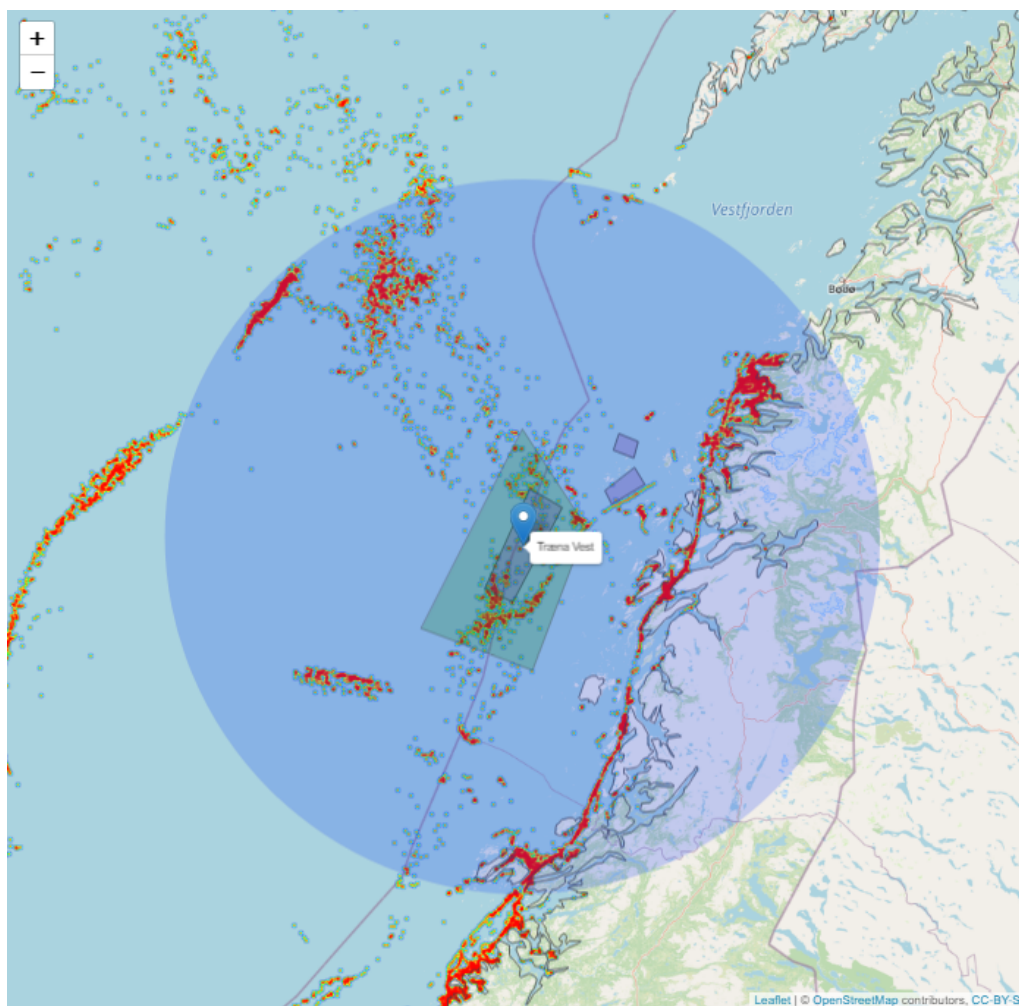 +
−
Vestfjorden
Bodø
Træna Vest
Leaflet | © OpenStreetMap contributors, CC-BY-S